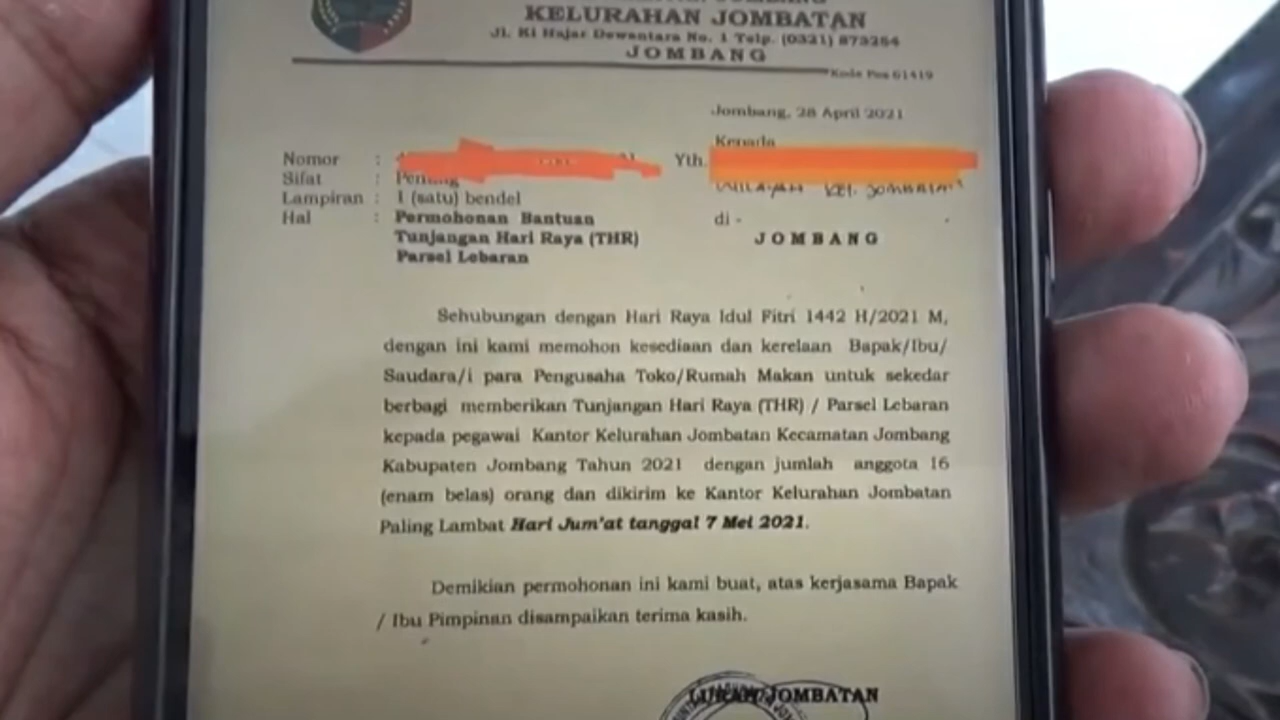 KELURAHAN JOMBATAN
Jl. Ki Hajar Dewantara No. 1 Telp. (0321) 873254
JOMBANG
Kode Pos 61419
Jombang, 28 April 2021
Kepada
Nomor :
Yth.
Sifat : Penting
WILAYAH KEL. JOMBATAN
Lampiran : 1 (satu) bendel
Hal : Permohonan Bantuan
di -
Tunjangan Hari Raya (THR)
JOMBANG
Parsel Lebaran
Sehubungan dengan Hari Raya Idul Fitri 1442 H/2021 M,
dengan ini kami memohon kesediaan dan kerelaan Bapak/Ibu/
Saudara/i para Pengusaha Toko/Rumah Makan untuk sekedar
berbagi memberikan Tunjangan Hari Raya (THR) / Parsel Lebaran
kepada pegawai Kantor Kelurahan Jombatan Kecamatan Jombang
Kabupaten Jombang Tahun 2021 dengan jumlah anggota 16
(enam belas) orang dan dikirim ke Kantor Kelurahan Jombatan
Paling Lambat Hari Jum'at tanggal 7 Mei 2021.
Demikian permohonan ini kami buat, atas kerjasama Bapak
/ Ibu Pimpinan disampaikan terima kasih.
LURAH JOMBATAN